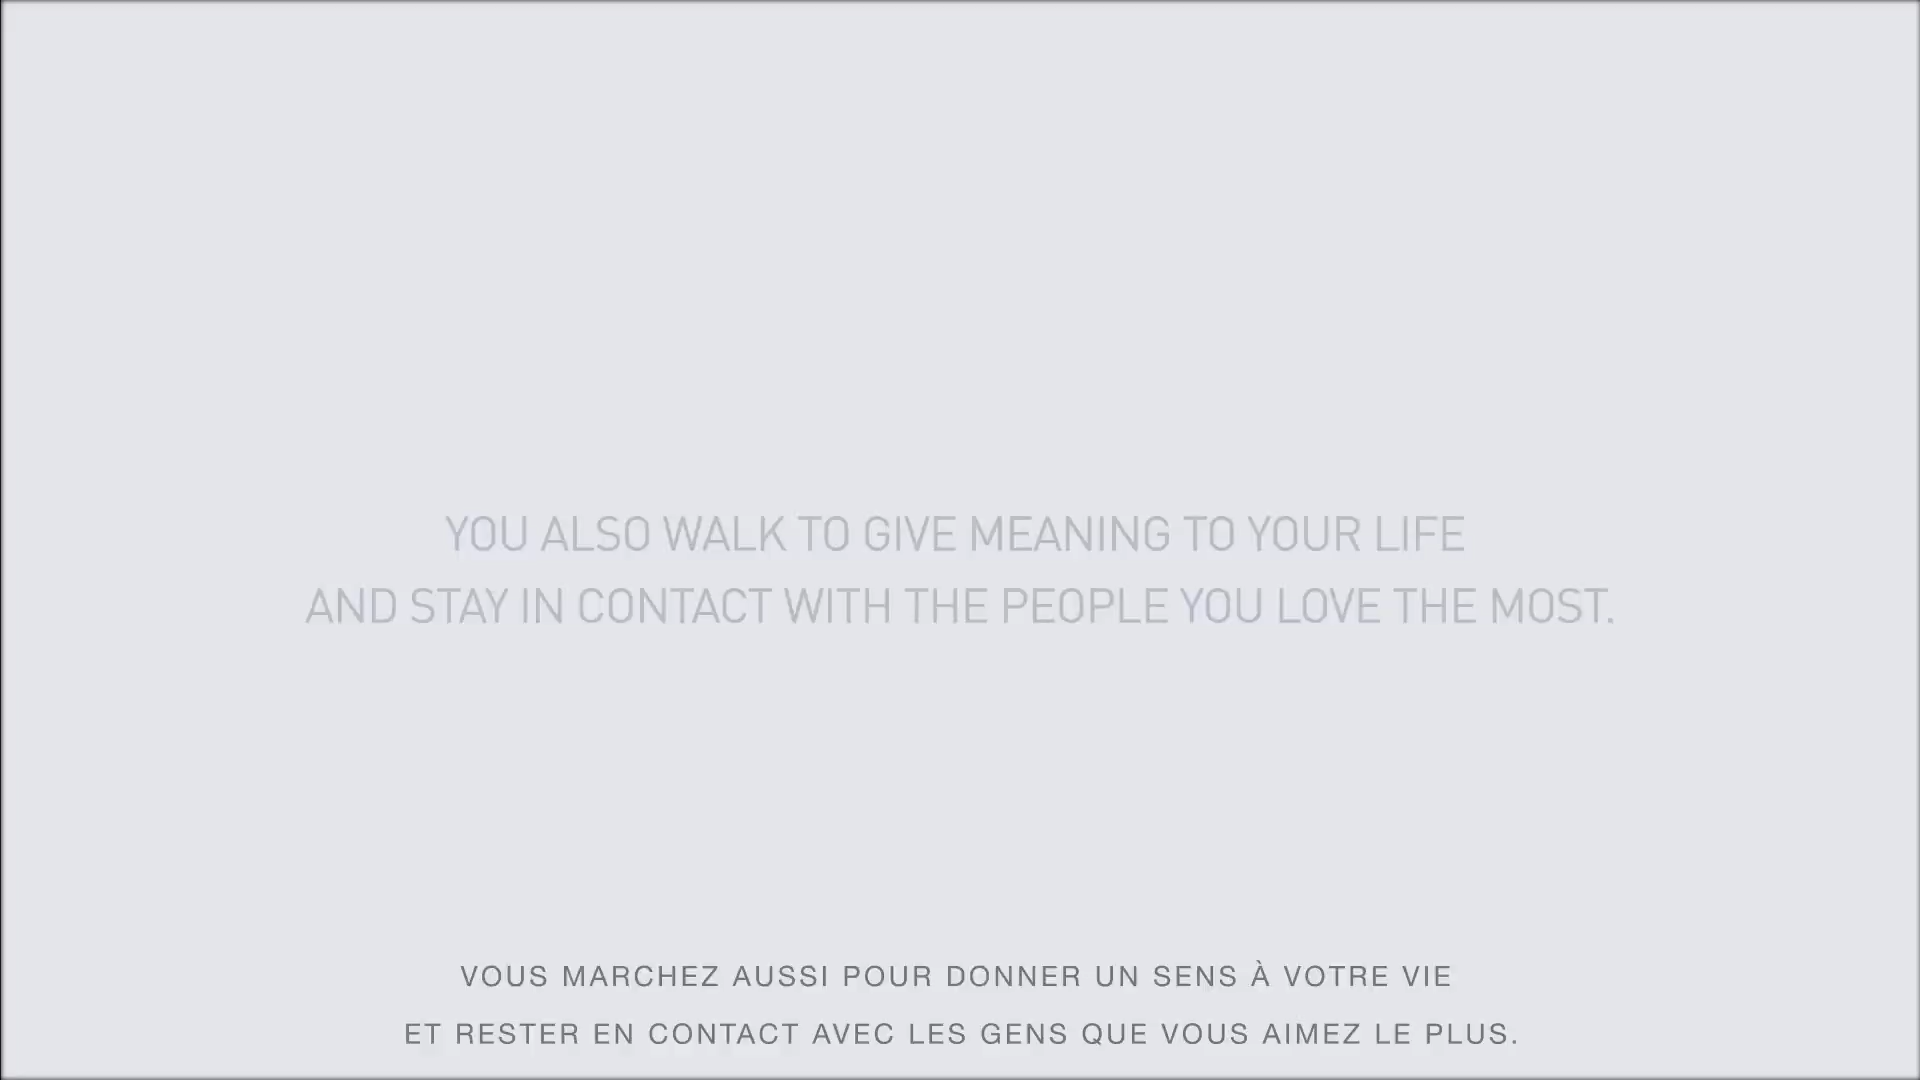 YOU ALSO WALK TO GIVE MEANING TO YOUR LIFE
AND STAY IN CONTACT WITH THE PEOPLE YOU LOVE THE MOST.
VOUS MARCHEZ AUSSI POUR DONNER UN SENS À VOTRE VIE
ET RESTER EN CONTACT AVEC LES GENS QUE VOUS AIMEZ LE PLUS.